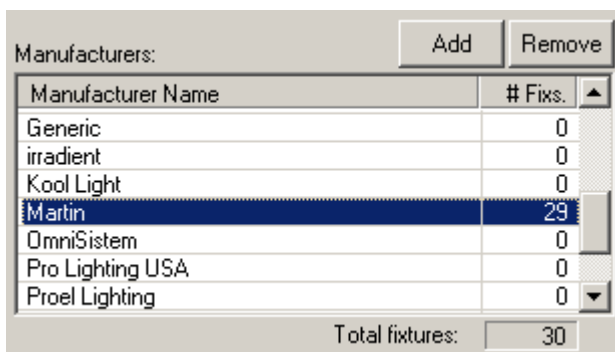 Manufacturers: Add Remove
Manufacturer Name # Fixs.
Generic 0
irradient 0
Kool Light 0
Martin 29
OmniSistem 0
Pro Lighting USA 0
Proel Lighting 0
Total fixtures: 30